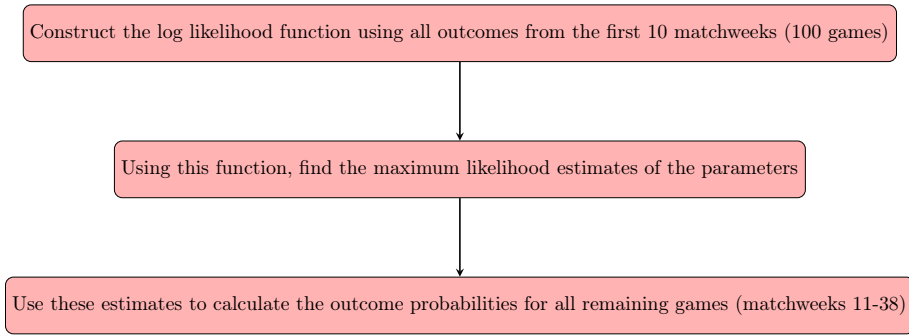 Construct the log likelihood function using all outcomes from the first 10 matchweeks (100 games)
Using this function, find the maximum likelihood estimates of the parameters
Use these estimates to calculate the outcome probabilities for all remaining games (matchweeks 11-38)